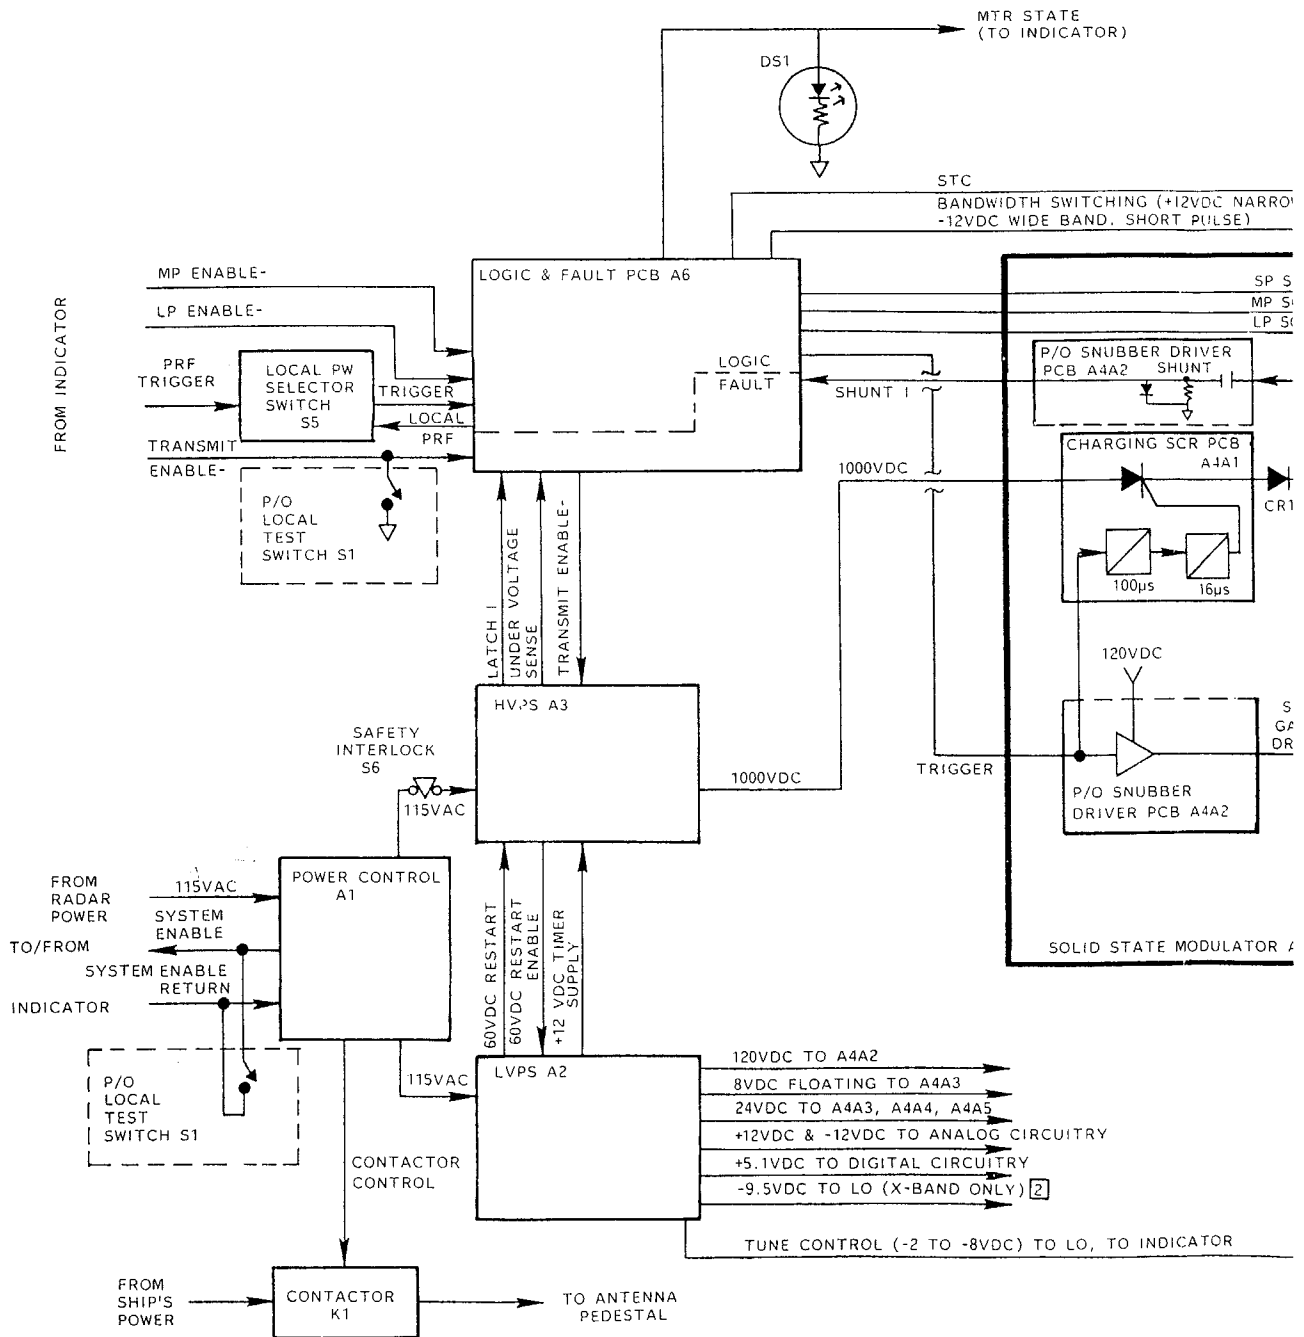 MTR STATE
(TO INDICATOR)
DS1
STC
BANDWIDTH SWITCHING (+12VDC
-12VDC WIDE BAND. SHORT PULSE)
FROM INDICATOR
MP ENABLE-
LP ENABLE-
PRF
TRIGGER
LOCAL PW
SELECTOR
SWITCH
S5
TRIGGER
LOCAL
PRF
TRANSMIT
ENABLE-
P/O
LOCAL
TEST
SWITCH S1
LOGIC & FAULT PCB A6
LOGIC
FAULT
SHUNT I
SP
MP
LP
P/O SNUBBER DRIVER
PCB A4A2
SHUNT
CHARGING SCR PCB
A4A1
1000VDC
CR1
100µs
16µs
120VDC
TRIGGER
P/O SNUBBER
DRIVER PCB A4A2
SOLID STATE MODULATOR
LATCH I
UNDER VOLTAGE
SENSE
TRANSMIT ENABLE-
HVPS A3
SAFETY
INTERLOCK
S6
115VAC
1000VDC
POWER CONTROL
A1
FROM
RADAR
POWER
115VAC
SYSTEM
ENABLE
TO/FROM
SYSTEM ENABLE
RETURN
INDICATOR
P/O
LOCAL
TEST
SWITCH S1
60VDC RESTART
60VDC RESTART
ENABLE
+12 VDC TIMER
SUPPLY
115VAC
LVPS A2
120VDC TO A4A2
8VDC FLOATING TO A4A3
24VDC TO A4A3, A4A4, A4A5
+12VDC & -12VDC TO ANALOG CIRCUITRY
+5.1VDC TO DIGITAL CIRCUITRY
-9.5VDC TO LO (X-BAND ONLY) 2
TUNE CONTROL (-2 TO -8VDC) TO LO, TO INDICATOR
CONTACTOR
CONTROL
FROM
SHIP'S
POWER
CONTACTOR
K1
TO ANTENNA
PEDESTAL